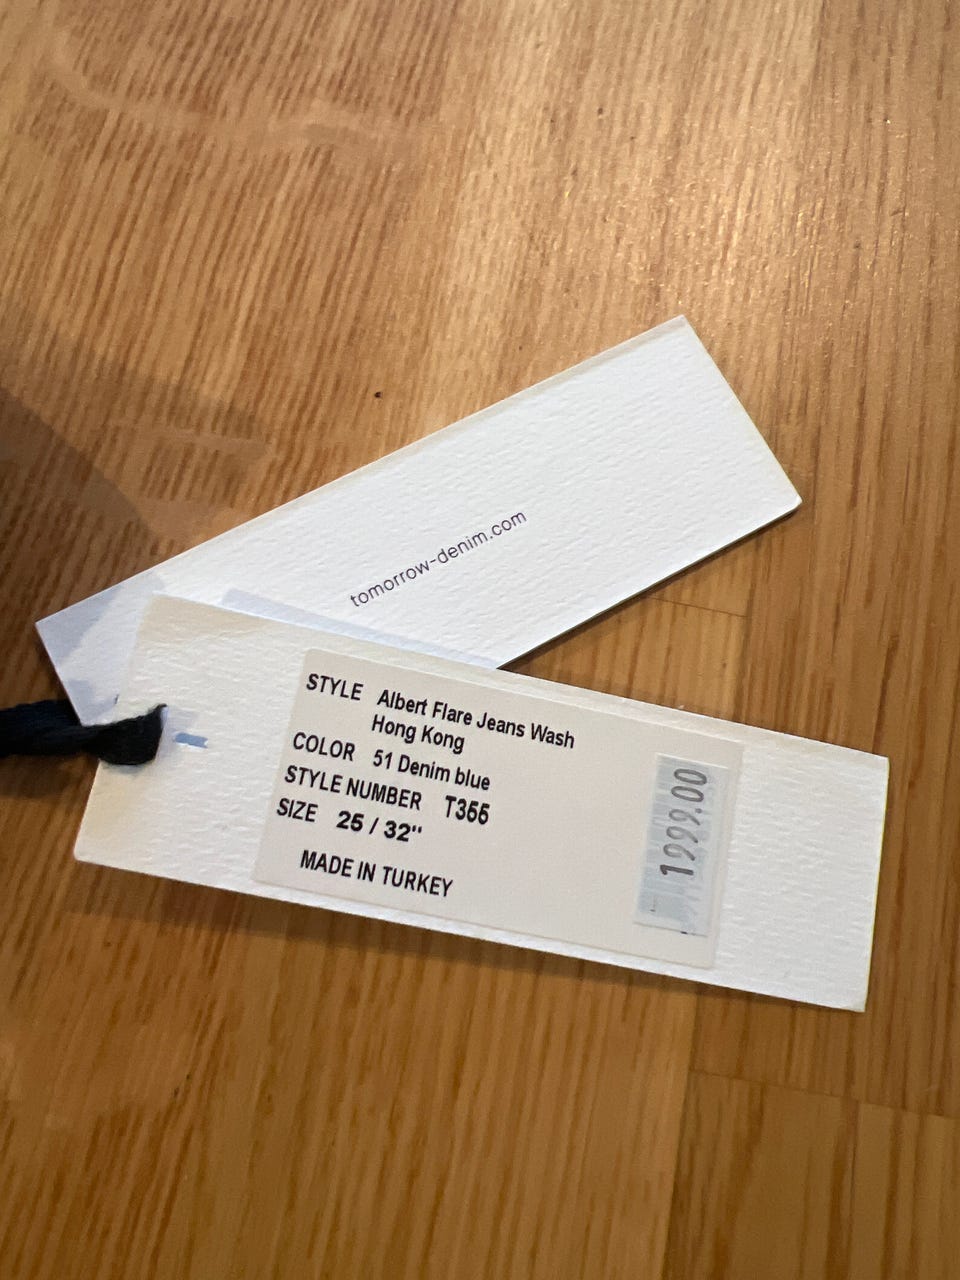 tomorrow-denim.com
STYLE Albert Flare Jeans Wash
Hong Kong
COLOR 51 Denim blue
STYLE NUMBER T355
SIZE 25 / 32"
MADE IN TURKEY
1999.00